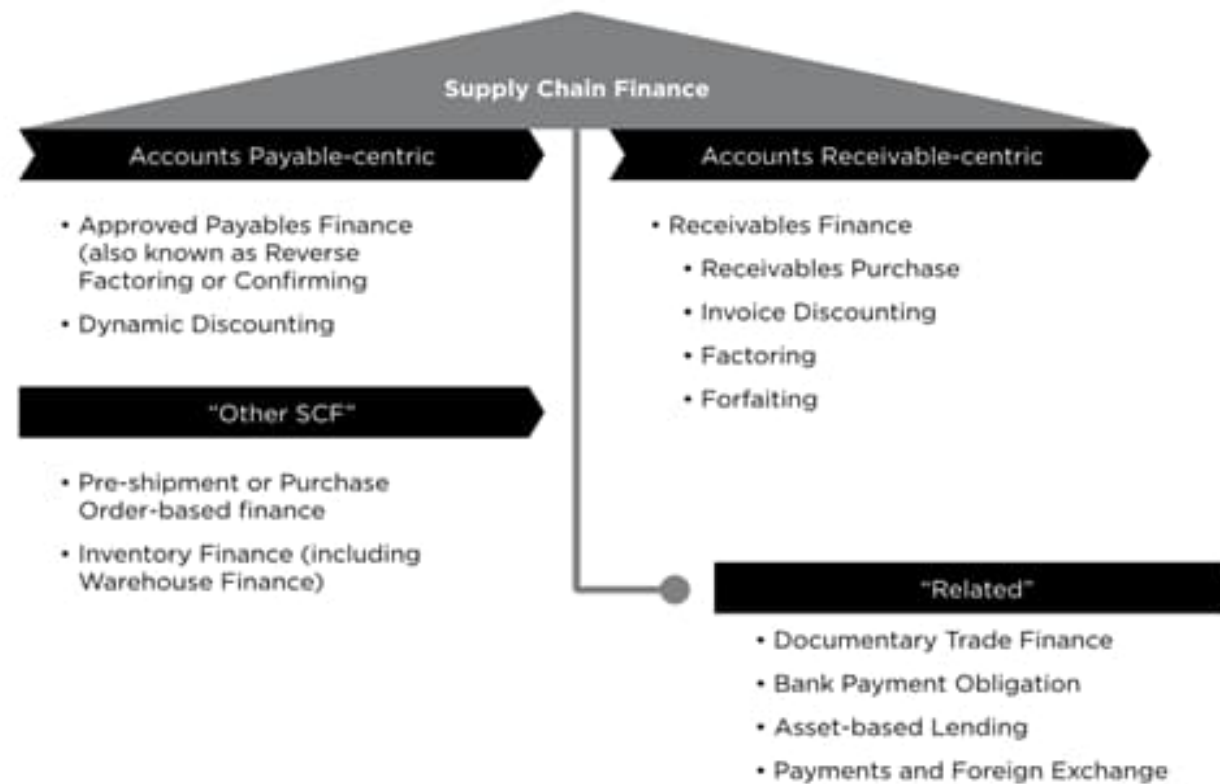 Supply Chain Finance
Accounts Payable-centric
• Approved Payables Finance
(also known as Reverse
Factoring or Confirming
• Dynamic Discounting
"Other SCF"
• Pre-shipment or Purchase
Order-based finance
• Inventory Finance (including
Warehouse Finance)
Accounts Receivable-centric
• Receivables Finance
• Receivables Purchase
• Invoice Discounting
• Factoring
• Forfaiting
"Related"
• Documentary Trade Finance
• Bank Payment Obligation
• Asset-based Lending
• Payments and Foreign Exchange